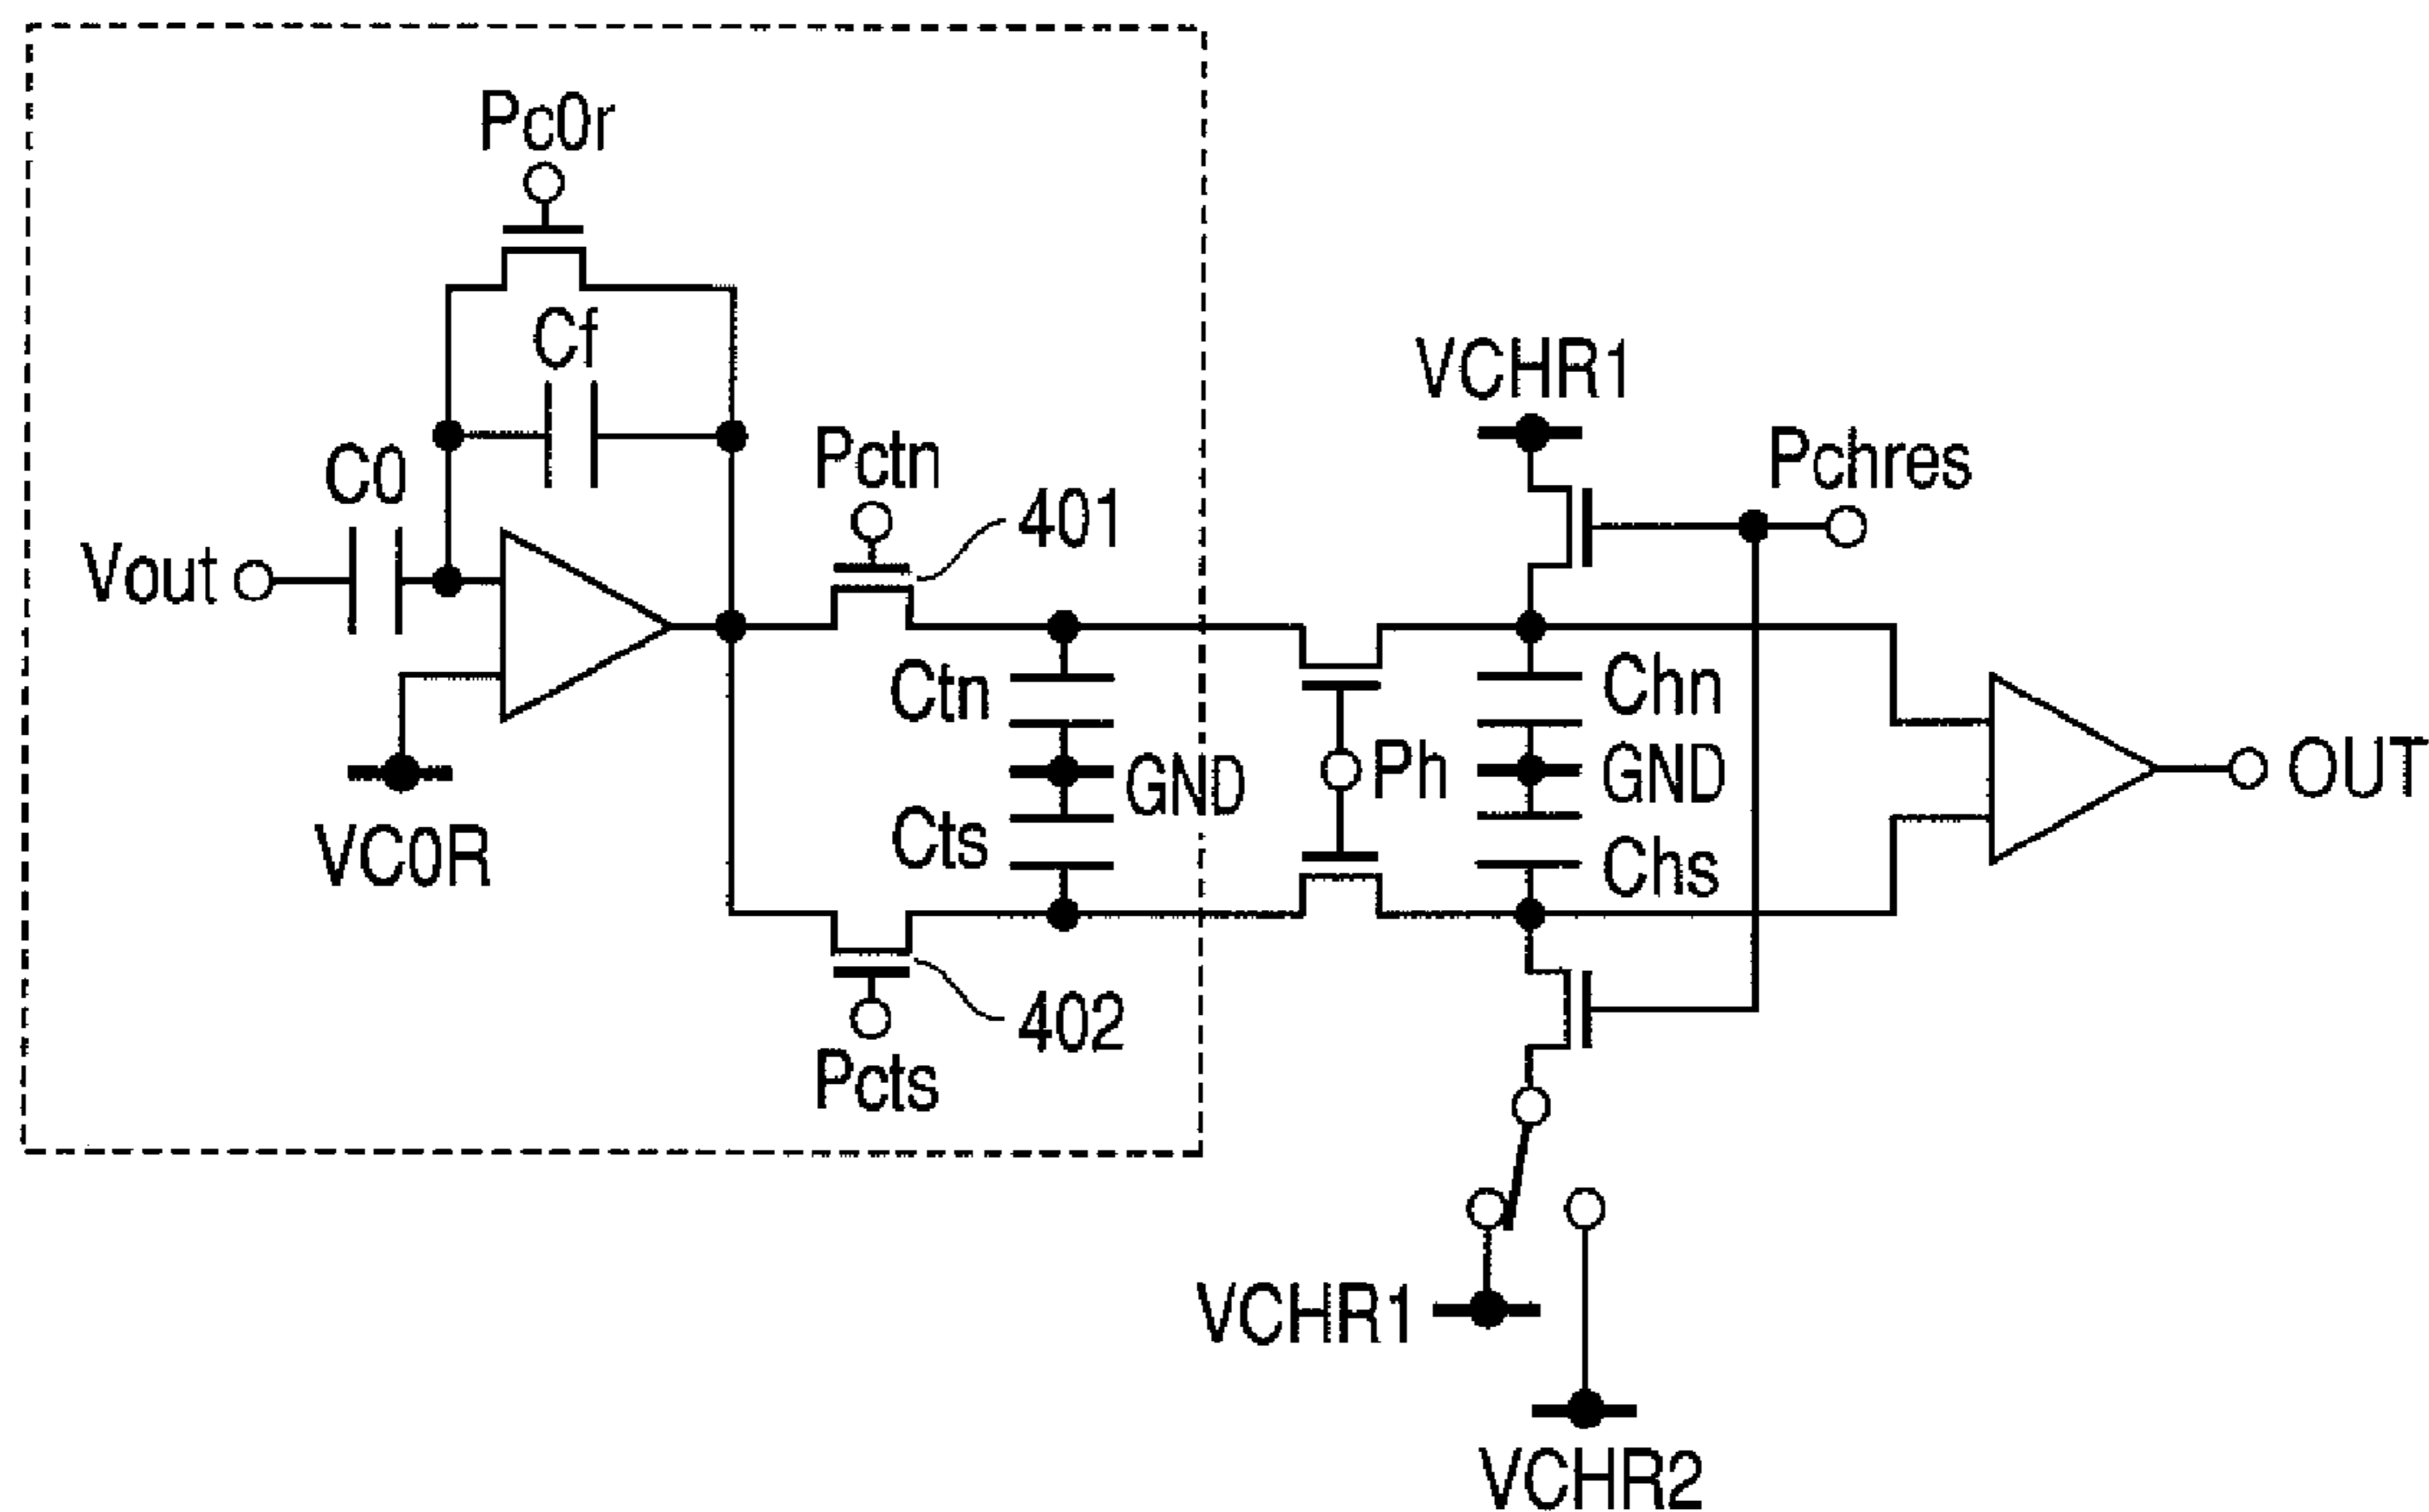 Pc0r
Cf
VCHR1
Pctn
Pchres
C0
401
Vout
Ctn
Chn
GND
Ph
GND
OUT
VC0R
Cts
Chs
402
Pcts
VCHR1
VCHR2